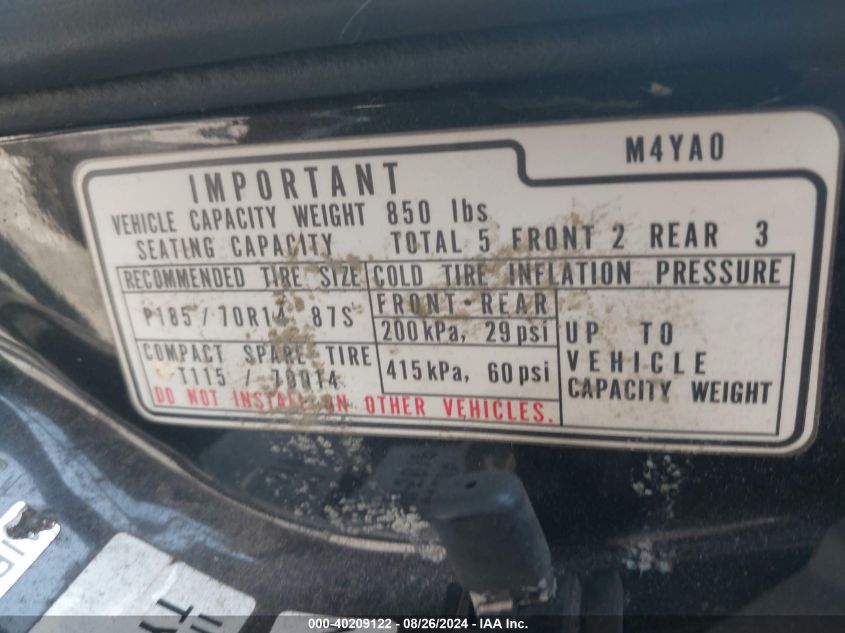 M4YA0
IMPORTANT
VEHICLE CAPACITY WEIGHT 850 lbs
SEATING CAPACITY TOTAL 5 FRONT 2 REAR 3
RECOMMENDED TIRE SIZE COLD TIRE INFLATION PRESSURE
P185/70R14 87S
FRONT·REAR
200kPa, 29psi
COMPACT SPARE TIRE
T115 / 70D14
415kPa, 60psi
UP TO
VEHICLE
CAPACITY WEIGHT
DO NOT INSTALL ON OTHER VEHICLES.
000-40209122 - 08/26/2024 - IAA Inc.